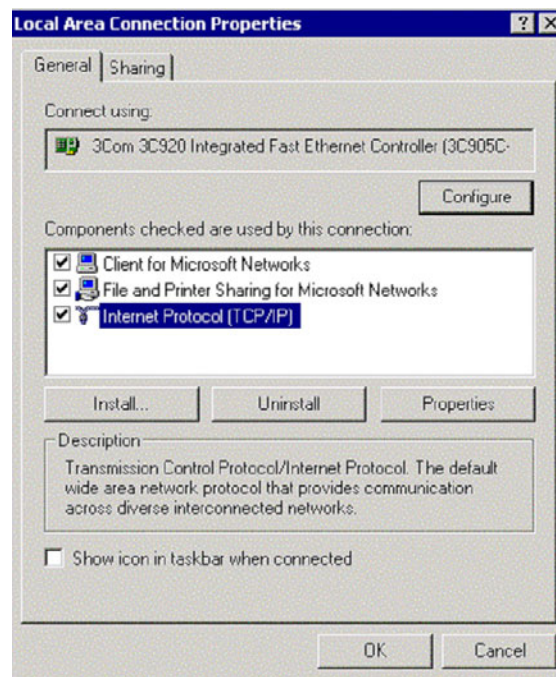 Local Area Connection Properties
General Sharing
Connect using:
3Com 3C920 Integrated Fast Ethernet Controller (3C905C-
Configure
Components checked are used by this connection:
Client for Microsoft Networks
File and Printer Sharing for Microsoft Networks
Internet Protocol (TCP/IP)
Install... Uninstall Properties
Description
Transmission Control Protocol/Internet Protocol. The default
wide area network protocol that provides communication
across diverse interconnected networks.
Show icon in taskbar when connected
OK Cancel